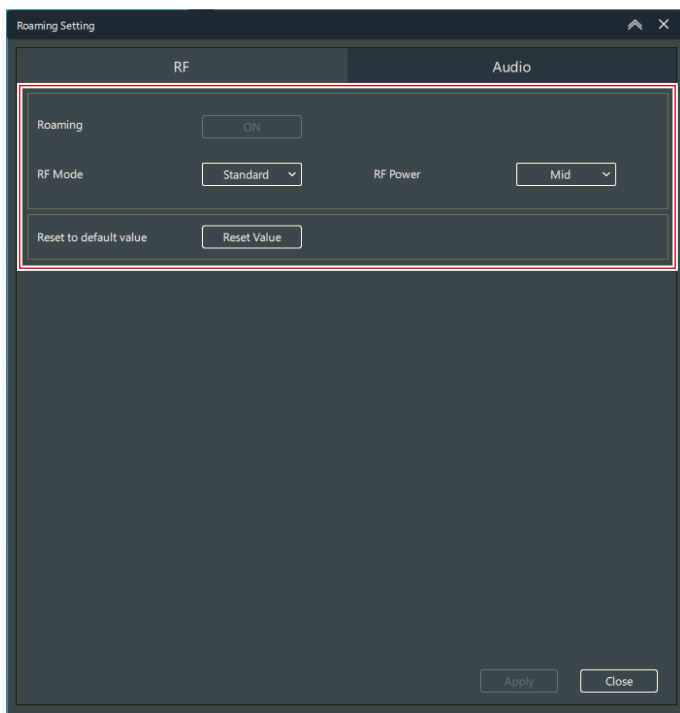 Roaming Setting
RF Audio
Roaming ON
RF Mode Standard RF Power Mid
Reset to default value Reset Value
Apply Close